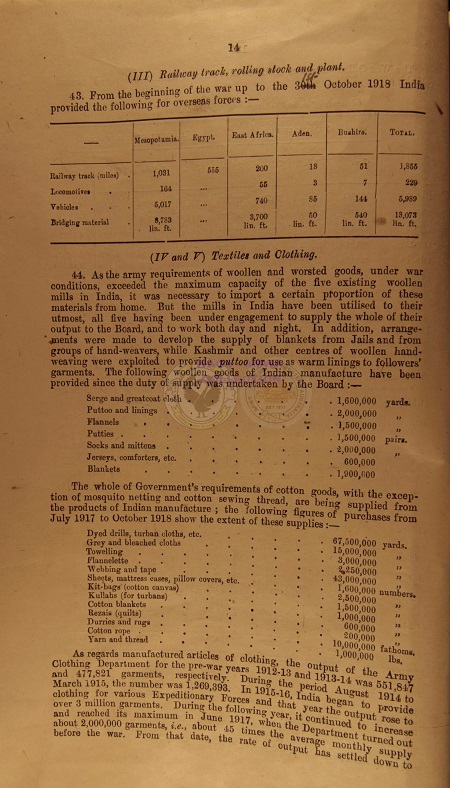 14
(III) Railway track, rolling stock and plant.
43. From the beginning of the war up to the 30th 1st October 1918 India
provided the following for overseas forces :—
— Mesopotamia. Egypt. East Africa. Aden. Bushire. TOTAL.
Railway track (miles) . 1,031 555 200 18 51 1,855
Locomotives . 164 ... 55 3 7 229
Vehicles . . . 5,017 ... 740 85 144 5,989
Bridging material 8,783 ... 3,700 50 540 13,073
lin. ft. lin. ft. lin. ft. lin. ft. lin. ft.
(IV and V) Textiles and Clothing.
44. As the army requirements of woollen and worsted goods, under war
conditions, exceeded the maximum capacity of the five existing woollen
mills in India, it was necessary to import a certain proportion of these
materials from home. But the mills in India have been utilised to their
utmost, all five having been under engagement to supply the whole of their
output to the Board, and to work both day and night. In addition, arrange-
ments were made to develop the supply of blankets from Jails and from
groups of hand-weavers, while Kashmir and other centres of woollen hand-
weaving were exploited to provide puttoo for use as warm linings to followers'
garments. The following woollen goods of Indian manufacture have been
provided since the duty of supply was undertaken by the Board :—
Serge and greatcoat cloth . 1,600,000 yards.
Puttoo and linings . 2,000,000 „
Flannels . 1,500,000 „
Putties . 1,500,000 pairs.
Socks and mittens . 2,000,000 „
Jerseys, comforters, etc. 600,000
Blankets . 1,900,000
The whole of Government's requirements of cotton goods, with the excep-
tion of mosquito netting and cotton sewing thread, are being supplied from
the products of Indian manufacture ; the following figures of purchases from
July 1917 to October 1918 show the extent of these supplies :—
Dyed drills, turban cloths, etc. 67,500,000 yards.
Grey and bleached cloths . 15,000,000 „
Towelling . 3,000,000 „
Flannelette . 2,250,000 „
Webbing and tape . 43,000,000 „
Sheets, mattress cases, pillow covers, etc. 1,600,000 numbers.
Kit-bags (cotton canvas) . 2,500,000 „
Kullahs (for turbans) . 1,500,000 „
Cotton blankets . 1,000,000 „
Rezais (quilts) . 600,000 „
Durries and rugs . 200,000 „
Cotton rope . 10,000,000 fathoms.
Yarn and thread . 1,000,000 lbs.
As regards manufactured articles of clothing, the output of the Army
Clothing Department for the pre-war years 1912-13 and 1913-14 was 551,847
and 477,821 garments, respectively. During the period August 1914 to
March 1915, the number was 1,269,393. In 1915-16, India began to provide
clothing for various Expeditionary Forces and that year the output rose to
over 3 million garments. During the following year, it continued to increase
and reached its maximum in June 1917, when the Department turned out
about 2,000,000 garments, i.e., about 45 times the average monthly supply
before the war. From that date, the rate of output has settled down to